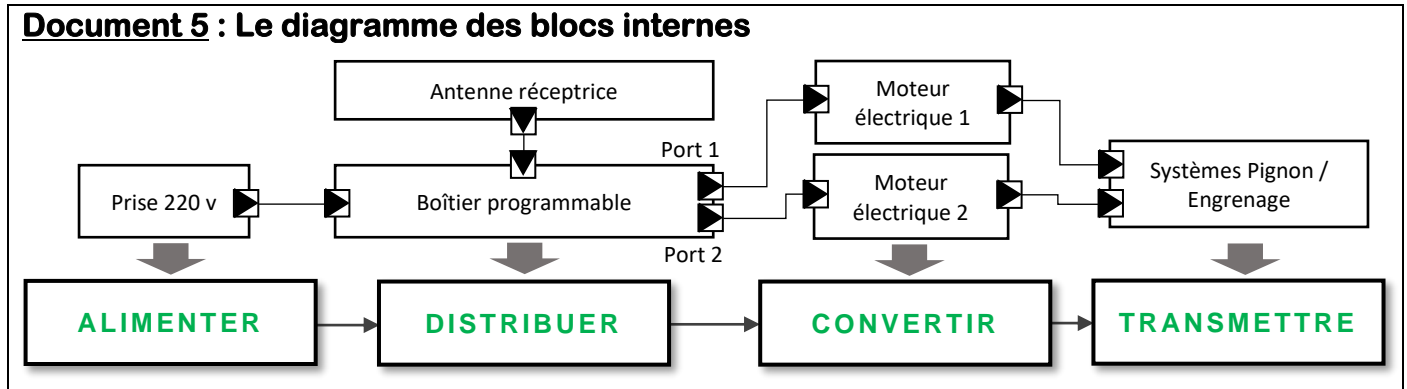 Document 5 : Le diagramme des blocs internes
Antenne réceptrice
Moteur
électrique 1
Port 1
Prise 220 v
Boîtier programmable
Moteur
électrique 2
Systèmes Pignon /
Engrenage
Port 2
ALIMENTER
DISTRIBUER
CONVERTIR
TRANSMETTRE